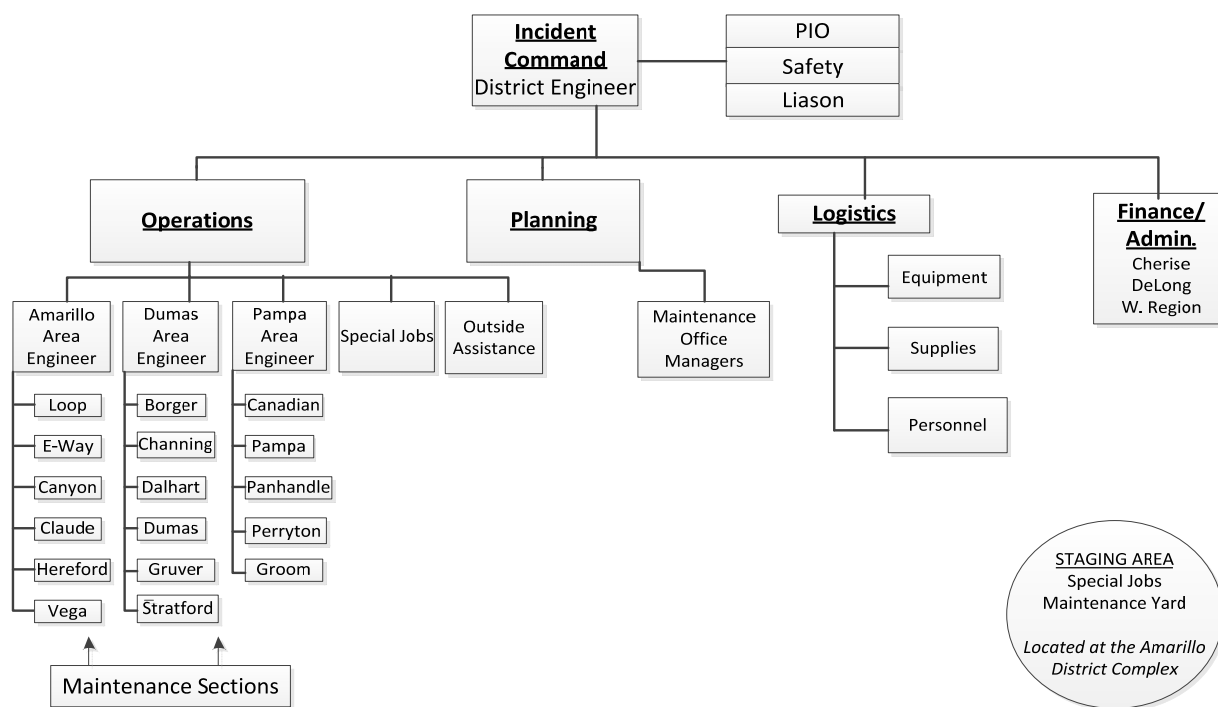 Incident
Command
District Engineer
PIO
Safety
Liason
Operations
Planning
Logistics
Finance/
Admin.
Cherise
DeLong
W. Region
Equipment
Supplies
Personnel
Amarillo
Area
Engineer
Dumas
Area
Engineer
Pampa
Area
Engineer
Special Jobs
Outside
Assistance
Maintenance
Office
Managers
Loop
E-Way
Canyon
Claude
Hereford
Vega
Borger
Channing
Dalhart
Dumas
Gruver
Stratford
Canadian
Pampa
Panhandle
Perryton
Groom
Maintenance Sections
STAGING AREA
Special Jobs
Maintenance Yard
Located at the Amarillo
District Complex